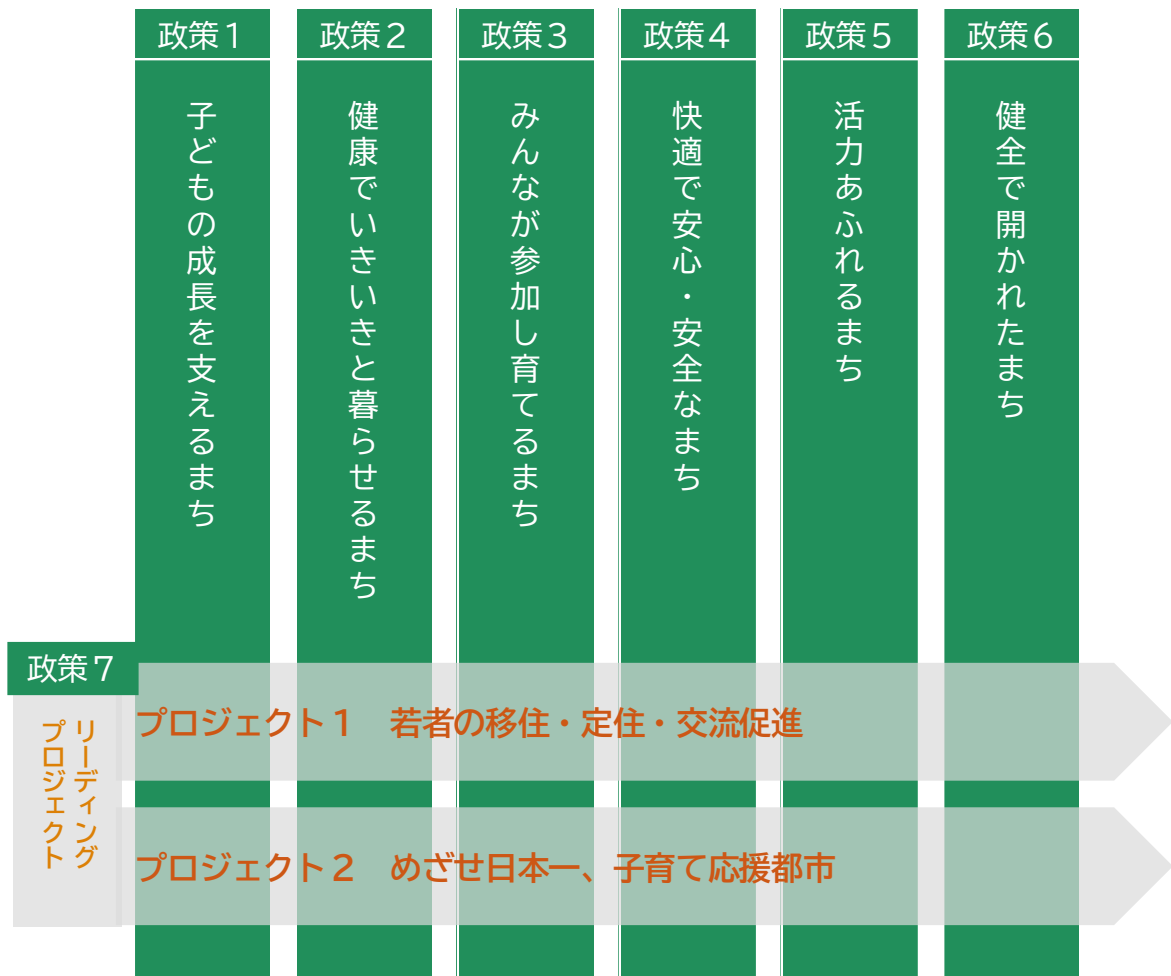 政策１
子どもの成長を支えるまち
政策２
健康でいきいきと暮らせるまち
政策３
みんなが参加し育てるまち
政策４
快適で安心・安全なまち
政策５
活力あふれるまち
政策６
健全で開かれたまち
政策７
リーディング
プロジェクト
プロジェクト１　若者の移住・定住・交流促進
プロジェクト２　めざせ日本一、子育て応援都市